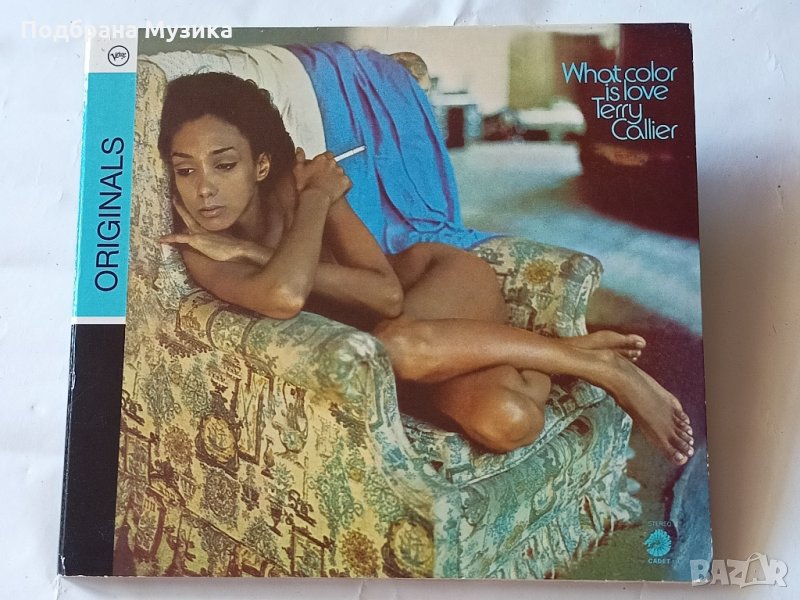 Подбрана Музика
Verve
ORIGINALS
What color
is love
Terry
Callier
STEREO
CADET
BAZAR